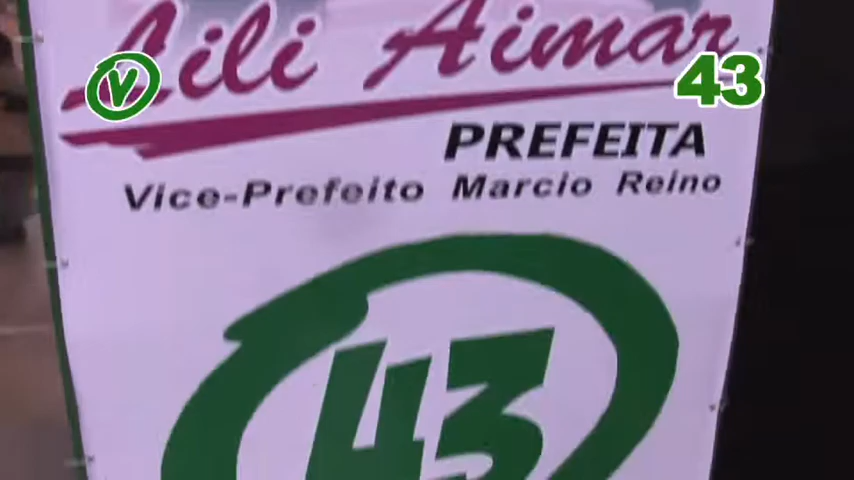 Lili Aimar
V
43
PREFEITA
Vice-Prefeito Marcio Reino
43